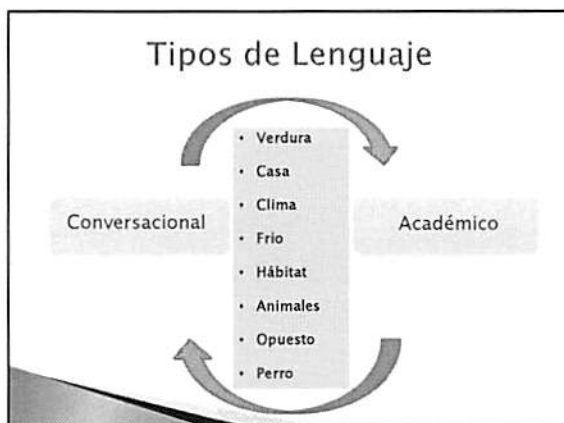 Tipos de Lenguaje
Conversacional
• Verdura
• Casa
• Clima
• Frio
• Hábitat
• Animales
• Opuesto
• Perro
Académico